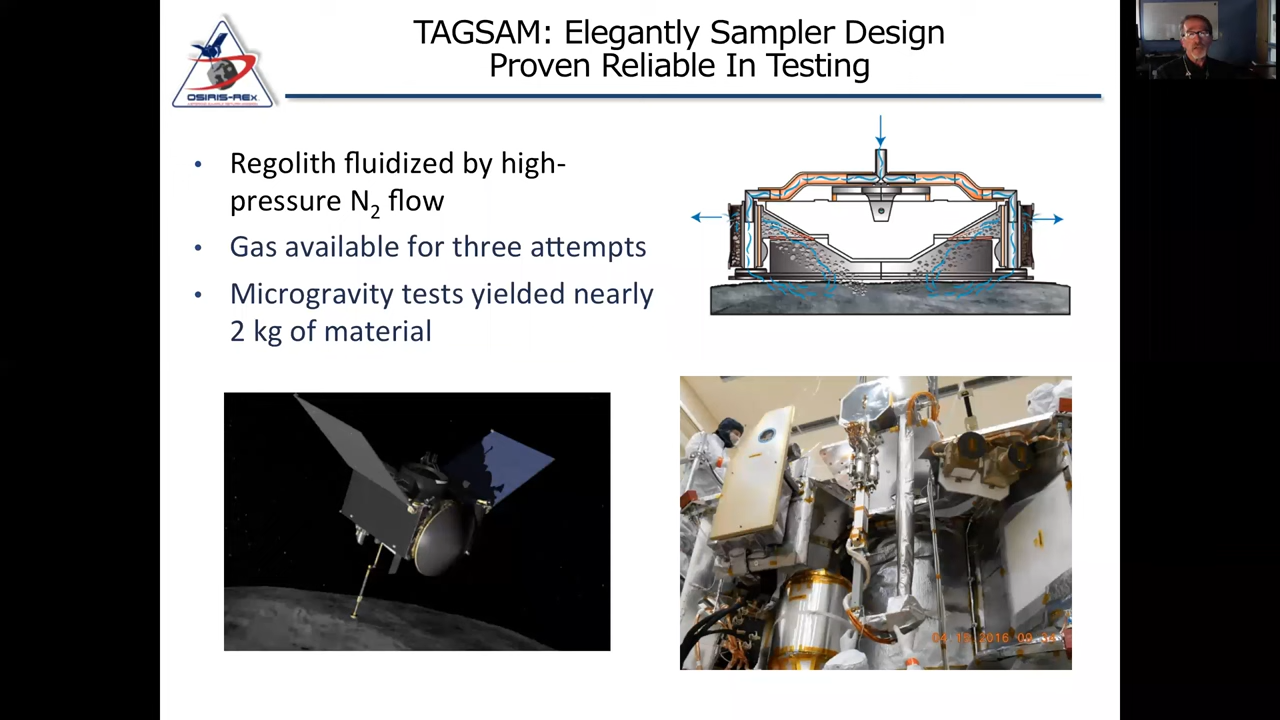 TAGSAM: Elegantly Sampler Design
Proven Reliable In Testing
OSIRIS-REx
• Regolith fluidized by high-
pressure N₂ flow
• Gas available for three attempts
• Microgravity tests yielded nearly
2 kg of material